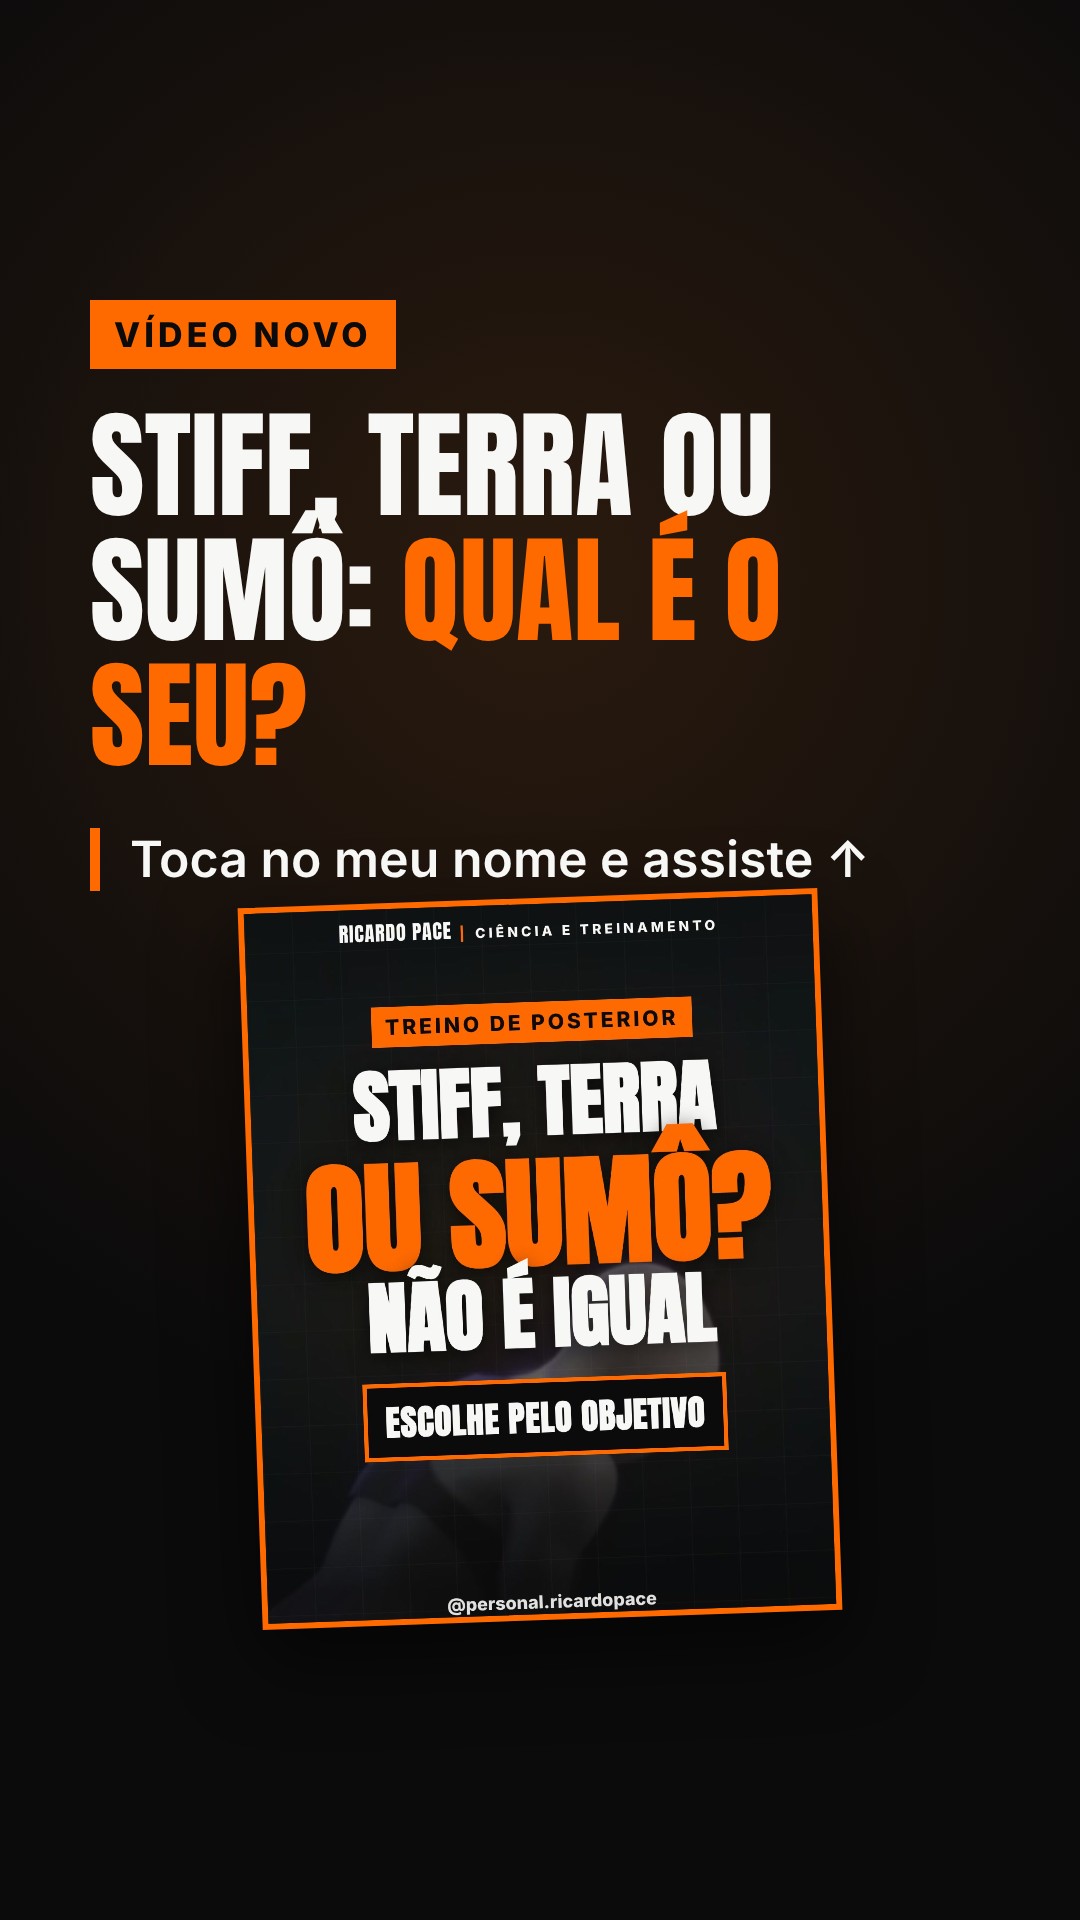 VÍDEO NOVO
STIFF, TERRA OU
SUMÔ: QUAL É O
SEU?
Toca no meu nome e assiste ↑
RICARDO PACE | CIÊNCIA E TREINAMENTO
TREINO DE POSTERIOR
STIFF, TERRA
OU SUMÔ?
NÃO É IGUAL
ESCOLHE PELO OBJETIVO
@personal.ricardopace